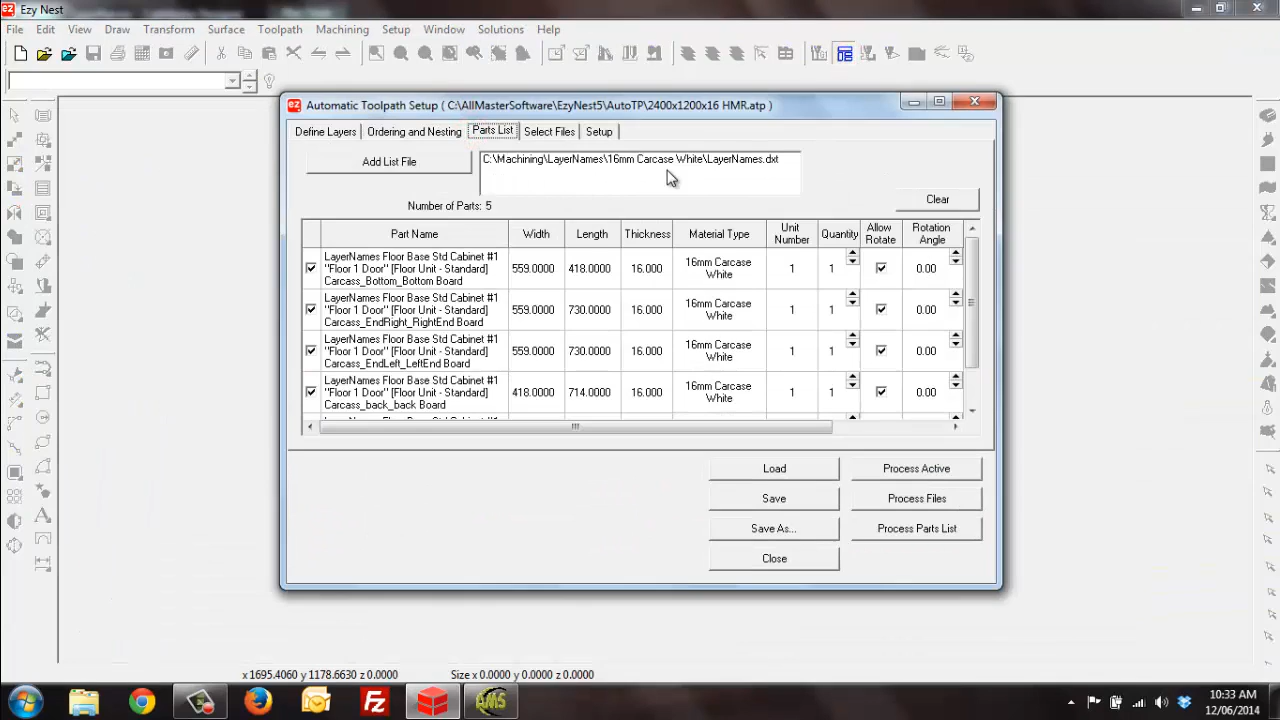 Ezy Nest
File Edit View Draw Transform Surface Toolpath Machining Setup Window Solutions Help
Automatic Toolpath Setup ( C:\AllMasterSoftware\EzyNest5\AutoTP\2400x1200x16 HMR.atp )
Define Layers Ordering and Nesting Parts List Select Files Setup
Add List File
C:\Machining\LayerNames\16mm Carcase White\LayerNames.dxt
Number of Parts: 5
Clear
Part Name Width Length Thickness Material Type Unit Number Quantity Allow Rotate Rotation Angle
LayerNames Floor Base Std Cabinet #1
"Floor 1 Door" [Floor Unit - Standard]
Carcass_Bottom_Bottom Board
559.0000 418.0000 16.000 16mm Carcase White 1 1 0.00
LayerNames Floor Base Std Cabinet #1
"Floor 1 Door" [Floor Unit - Standard]
Carcass_EndRight_RightEnd Board
559.0000 730.0000 16.000 16mm Carcase White 1 1 0.00
LayerNames Floor Base Std Cabinet #1
"Floor 1 Door" [Floor Unit - Standard]
Carcass_EndLeft_LeftEnd Board
559.0000 730.0000 16.000 16mm Carcase White 1 1 0.00
LayerNames Floor Base Std Cabinet #1
"Floor 1 Door" [Floor Unit - Standard]
Carcass_back_back Board
418.0000 714.0000 16.000 16mm Carcase White 1 1 0.00
Load Process Active
Save Process Files
Save As... Process Parts List
Close
x 1695.4060 y 1178.6630 z 0.0000 Size x 0.0000 y 0.0000 z 0.0000
AMS
10:33 AM
12/06/2014